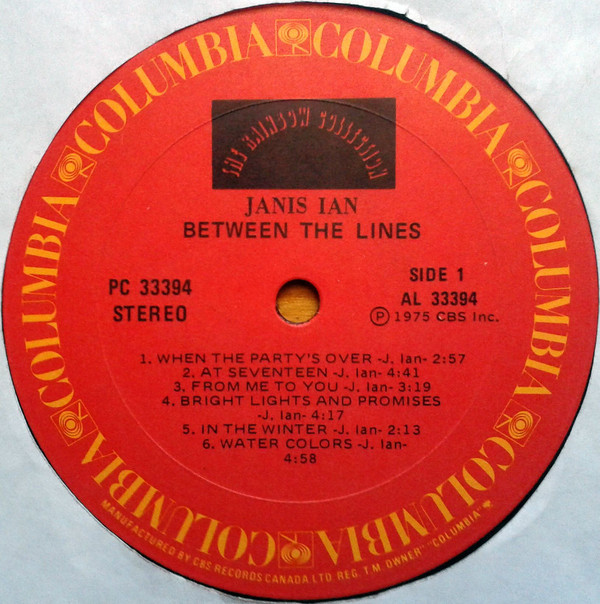 COLUMBIA COLUMBIA COLUMBIA COLUMBIA COLUMBIA COLUMBIA
THE RAINBOW COLLECTION
JANIS IAN
BETWEEN THE LINES
PC 33394
STEREO
SIDE 1
AL 33394
Ⓟ 1975 CBS Inc.
1. WHEN THE PARTY'S OVER -J. Ian- 2:57
2. AT SEVENTEEN -J. Ian- 4:41
3. FROM ME TO YOU -J. Ian- 3:19
4. BRIGHT LIGHTS AND PROMISES
-J. Ian- 4:17
5. IN THE WINTER -J. Ian- 2:13
6. WATER COLORS -J. Ian-
4:58
MANUFACTURED BY CBS RECORDS CANADA LTD REG. T M OWNER "COLUMBIA"